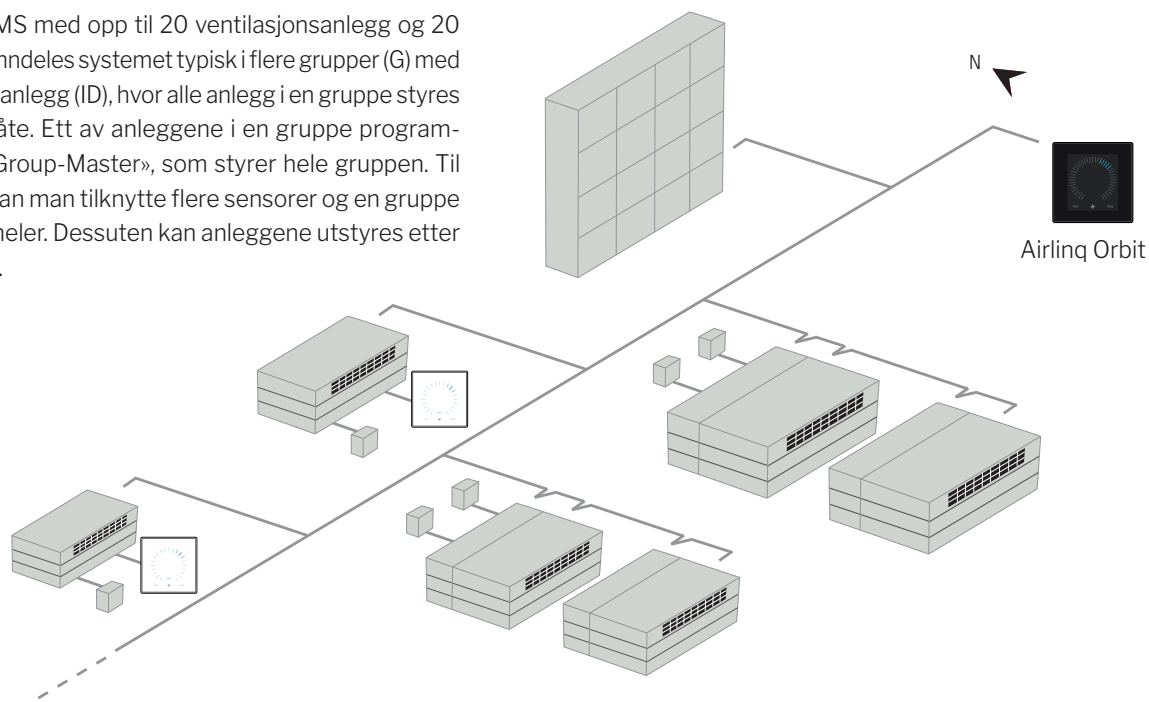 MS med opp til 20 ventilasjonsanlegg og 20
nndeles systemet typisk i flere grupper (G) med
anlegg (ID), hvor alle anlegg i en gruppe styres
åte. Ett av anleggene i en gruppe program-
Group-Master», som styrer hele gruppen. Til
an man tilknytte flere sensorer og en gruppe
neler. Dessuten kan anleggene utstyres etter
.
N
Airlinq Orbit